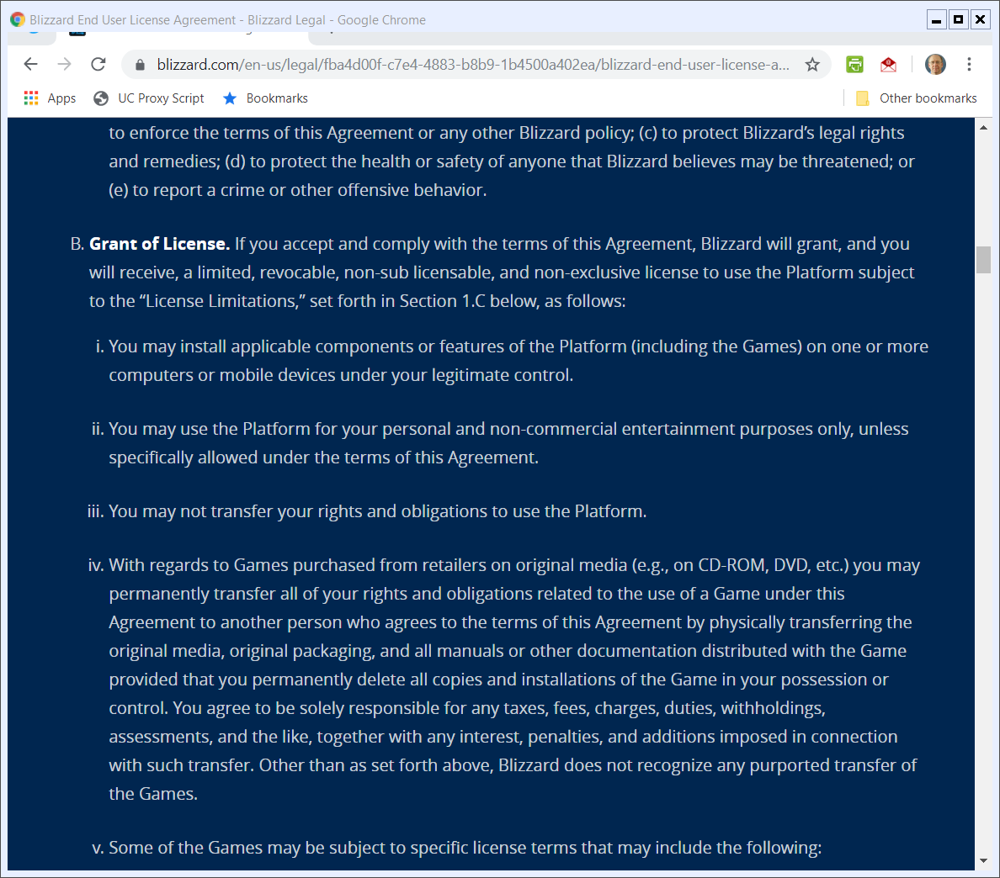 Blizzard End User License Agreement - Blizzard Legal - Google Chrome
blizzard.com/en-us/legal/fba4d00f-c7e4-4883-b8b9-1b4500a402ea/blizzard-end-user-license-a...
Apps UC Proxy Script Bookmarks Other bookmarks
to enforce the terms of this Agreement or any other Blizzard policy; (c) to protect Blizzard’s legal rights
and remedies; (d) to protect the health or safety of anyone that Blizzard believes may be threatened; or
(e) to report a crime or other offensive behavior.
B. Grant of License. If you accept and comply with the terms of this Agreement, Blizzard will grant, and you
will receive, a limited, revocable, non-sub licensable, and non-exclusive license to use the Platform subject
to the “License Limitations,” set forth in Section 1.C below, as follows:
i. You may install applicable components or features of the Platform (including the Games) on one or more
computers or mobile devices under your legitimate control.
ii. You may use the Platform for your personal and non-commercial entertainment purposes only, unless
specifically allowed under the terms of this Agreement.
iii. You may not transfer your rights and obligations to use the Platform.
iv. With regards to Games purchased from retailers on original media (e.g., on CD-ROM, DVD, etc.) you may
permanently transfer all of your rights and obligations related to the use of a Game under this
Agreement to another person who agrees to the terms of this Agreement by physically transferring the
original media, original packaging, and all manuals or other documentation distributed with the Game
provided that you permanently delete all copies and installations of the Game in your possession or
control. You agree to be solely responsible for any taxes, fees, charges, duties, withholdings,
assessments, and the like, together with any interest, penalties, and additions imposed in connection
with such transfer. Other than as set forth above, Blizzard does not recognize any purported transfer of
the Games.
v. Some of the Games may be subject to specific license terms that may include the following: